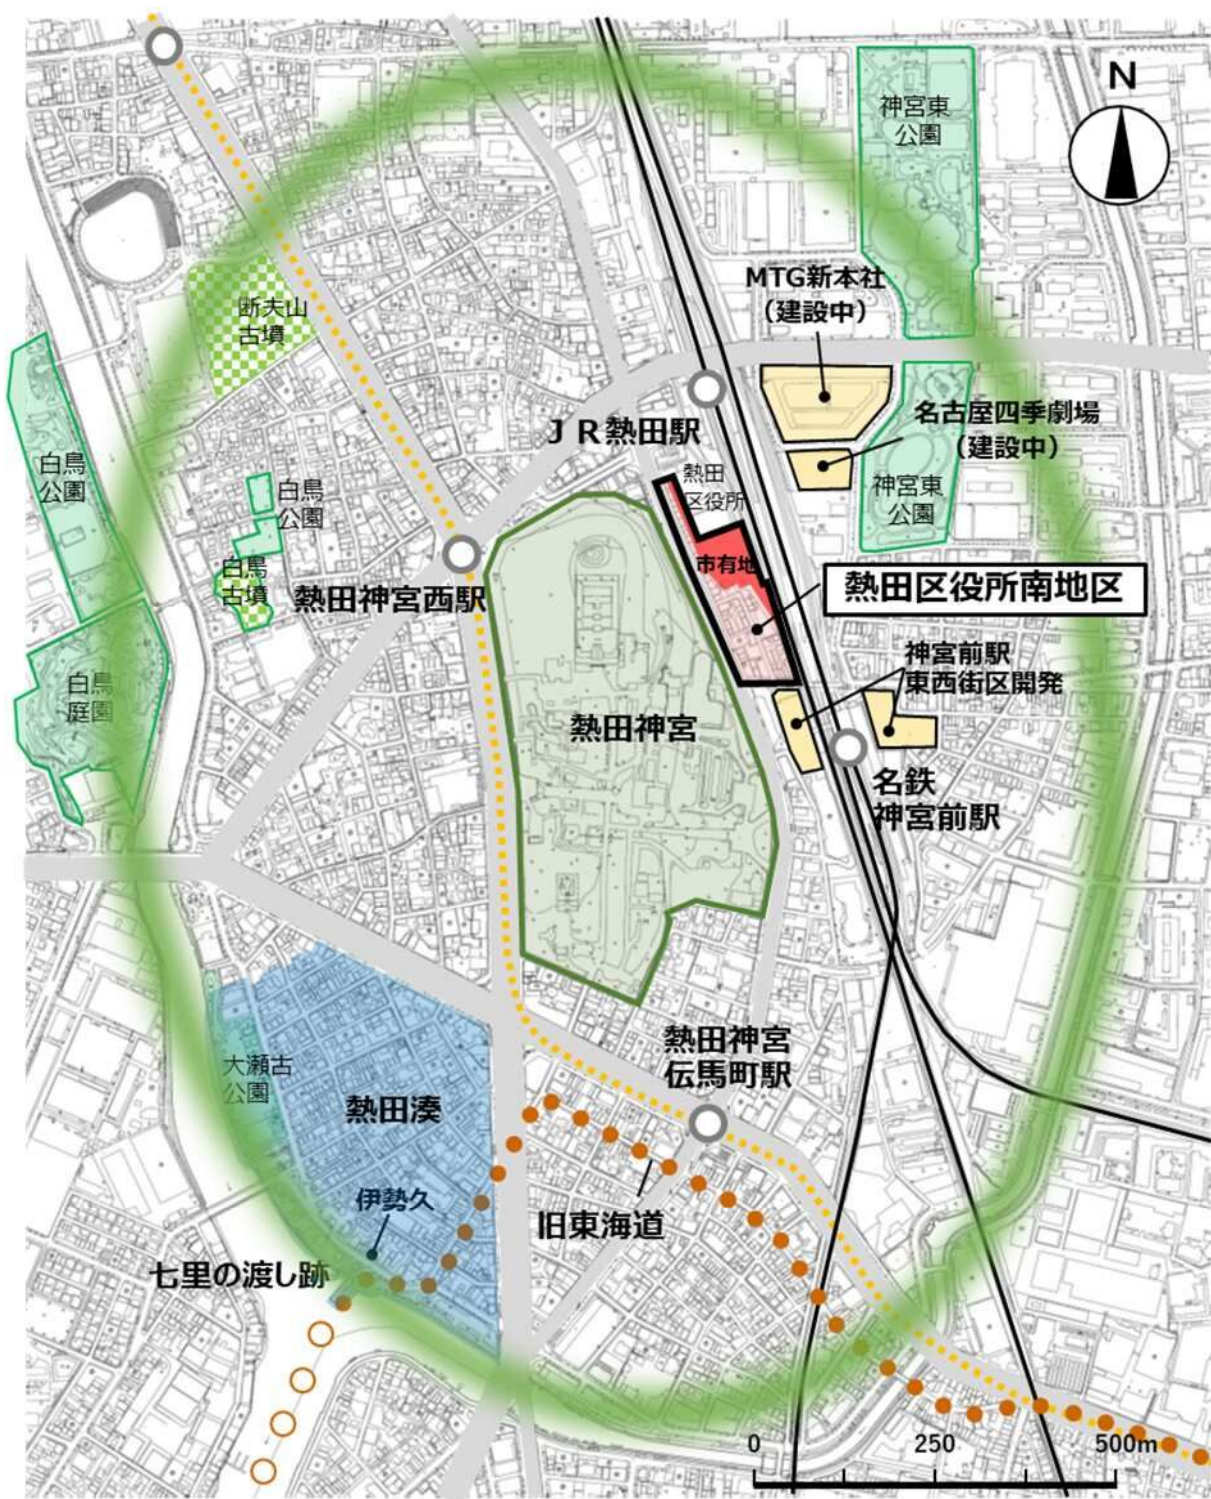 N
神宮東
公園
断夫山
古墳
MTG新本社
（建設中）
ＪＲ熱田駅
名古屋四季劇場
（建設中）
白鳥
公園
白鳥
公園
熱田
区役所
神宮東
公園
市有地
白鳥
古墳
熱田神宮西駅
熱田区役所南地区
白鳥
庭園
熱田神宮
神宮前駅
東西街区開発
名鉄
神宮前駅
熱田神宮
伝馬町駅
大瀬古
公園
熱田湊
伊勢久
旧東海道
七里の渡し跡
0 250 500m